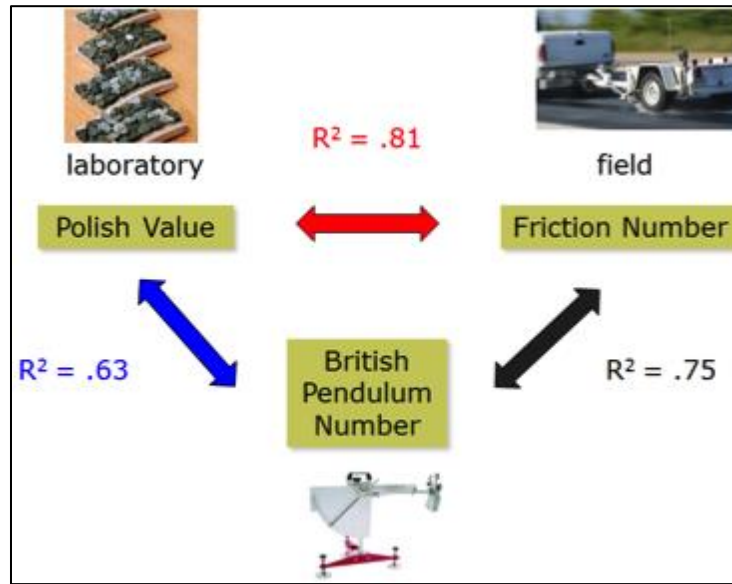 R² = .81
laboratory
field
Polish Value
Friction Number
R² = .63
British
Pendulum
Number
R² = .75